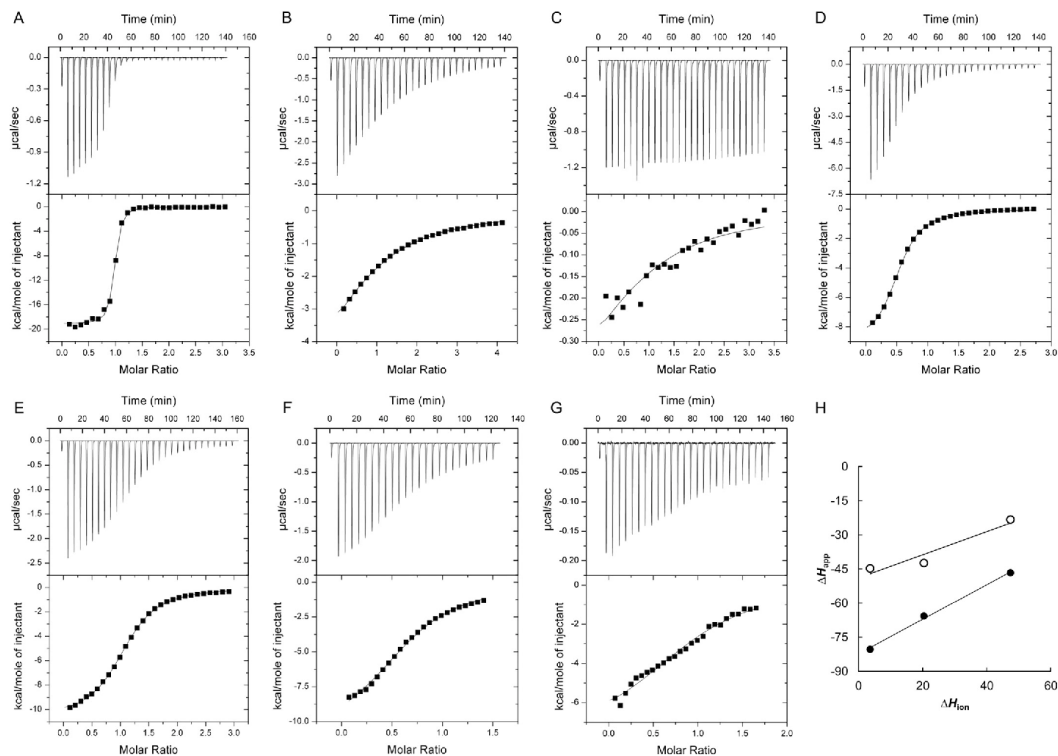 A
Time (min)
0 20 40 60 80 100 120 140 160
0.0
-0.3
-0.6
-0.9
-1.2
µcal/sec
0
-4
-8
-12
-16
-20
kcal/mole of injectant
0.0 0.5 1.0 1.5 2.0 2.5 3.0 3.5
Molar Ratio
B
Time (min)
0 20 40 60 80 100 120 140
0.0
-0.5
-1.0
-1.5
-2.0
-2.5
-3.0
µcal/sec
0
-1
-2
-3
-4
kcal/mole of injectant
0 1 2 3 4
Molar Ratio
C
Time (min)
0 20 40 60 80 100 120 140
0.0
-0.4
-0.8
-1.2
µcal/sec
0.00
-0.05
-0.10
-0.15
-0.20
-0.25
-0.30
kcal/mole of injectant
0.0 0.5 1.0 1.5 2.0 2.5 3.0 3.5
Molar Ratio
D
Time (min)
0 20 40 60 80 100 120 140
0.0
-1.5
-3.0
-4.5
-6.0
-7.5
µcal/sec
0
-2
-4
-6
-8
-10
kcal/mole of injectant
0.0 0.5 1.0 1.5 2.0 2.5 3.0
Molar Ratio
E
Time (min)
0 20 40 60 80 100 120 140 160
0.0
-0.5
-1.0
-1.5
-2.0
-2.5
µcal/sec
0
-2
-4
-6
-8
-10
kcal/mole of injectant
0.0 0.5 1.0 1.5 2.0 2.5 3.0
Molar Ratio
F
Time (min)
0 20 40 60 80 100 120 140
0.0
-0.5
-1.0
-1.5
-2.0
µcal/sec
0.0
-2.5
-5.0
-7.5
-10.0
kcal/mole of injectant
0.0 0.5 1.0 1.5
Molar Ratio
G
Time (min)
0 20 40 60 80 100 120 140 160
0.00
-0.05
-0.10
-0.15
-0.20
µcal/sec
0
-2
-4
-6
kcal/mole of injectant
0.0 0.5 1.0 1.5 2.0
Molar Ratio
H
0
-15
-30
-45
-60
-75
-90
ΔHapp
0 20 40 60
ΔHion